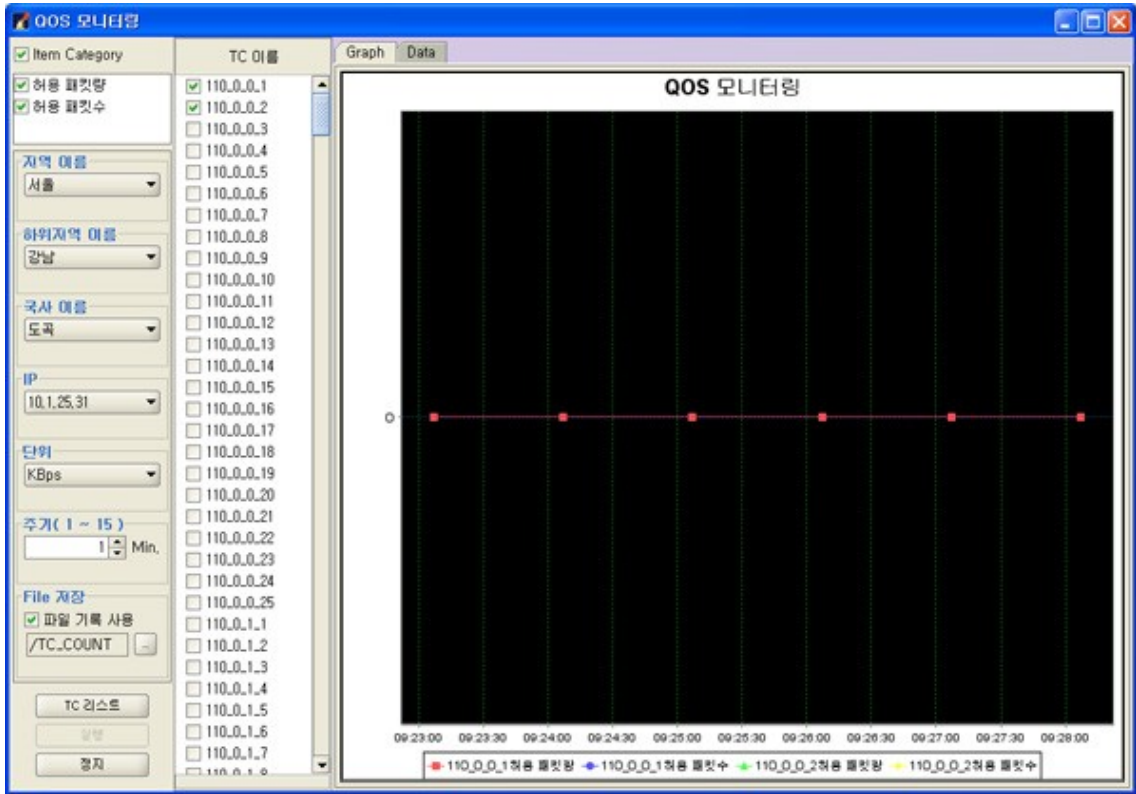 QOS 모니터링
Item Category
허용 패킷량
허용 패킷수
지역 이름
서울
하위지역 이름
강남
국사 이름
도곡
IP
10,1,25,31
단위
KBps
주기( 1 ~ 15 )
1 Min,
File 저장
파일 기록 사용
/TC_COUNT ...
TC 리스트
실행
정지
TC 이름
110_0_0_1
110_0_0_2
110_0_0_3
110_0_0_4
110_0_0_5
110_0_0_6
110_0_0_7
110_0_0_8
110_0_0_9
110_0_0_10
110_0_0_11
110_0_0_12
110_0_0_13
110_0_0_14
110_0_0_15
110_0_0_16
110_0_0_17
110_0_0_18
110_0_0_19
110_0_0_20
110_0_0_21
110_0_0_22
110_0_0_23
110_0_0_24
110_0_0_25
110_0_1_1
110_0_1_2
110_0_1_3
110_0_1_4
110_0_1_5
110_0_1_6
110_0_1_7
110_0_1_8
Graph Data
QOS 모니터링
0
09:23:00 09:23:30 09:24:00 09:24:30 09:25:00 09:25:30 09:26:00 09:26:30 09:27:00 09:27:30 09:28:00
110_0_0_1허용 패킷량 110_0_0_1허용 패킷수 110_0_0_2허용 패킷량 110_0_0_2허용 패킷수